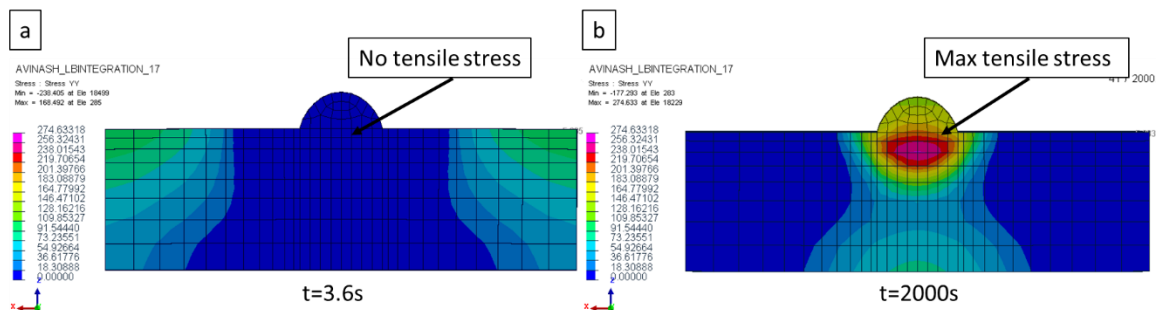 a
No tensile stress
AVINASH_LBINTEGRATION_17
Stress : Stress YY
Min = -238.405 at Ele 18499
Max = 168.492 at Ele 285
274.63318
256.32431
238.01543
219.70654
201.39766
183.08879
164.77992
146.47102
128.16216
109.85327
91.54440
73.23551
54.92664
36.61776
18.30888
0.00000
z
x
t=3.6s
b
Max tensile stress
AVINASH_LBINTEGRATION_17
Stress : Stress YY
Min = -177.293 at Ele 283
Max = 274.633 at Ele 18229
274.63318
256.32431
238.01543
219.70654
201.39766
183.08879
164.77992
146.47102
128.16216
109.85327
91.54440
73.23551
54.92664
36.61776
18.30888
0.00000
z
x
t=2000s